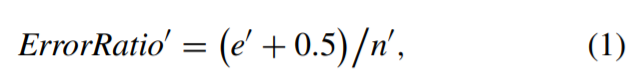 ErrorRatio′ = (e′ + 0.5)/n′, (1)